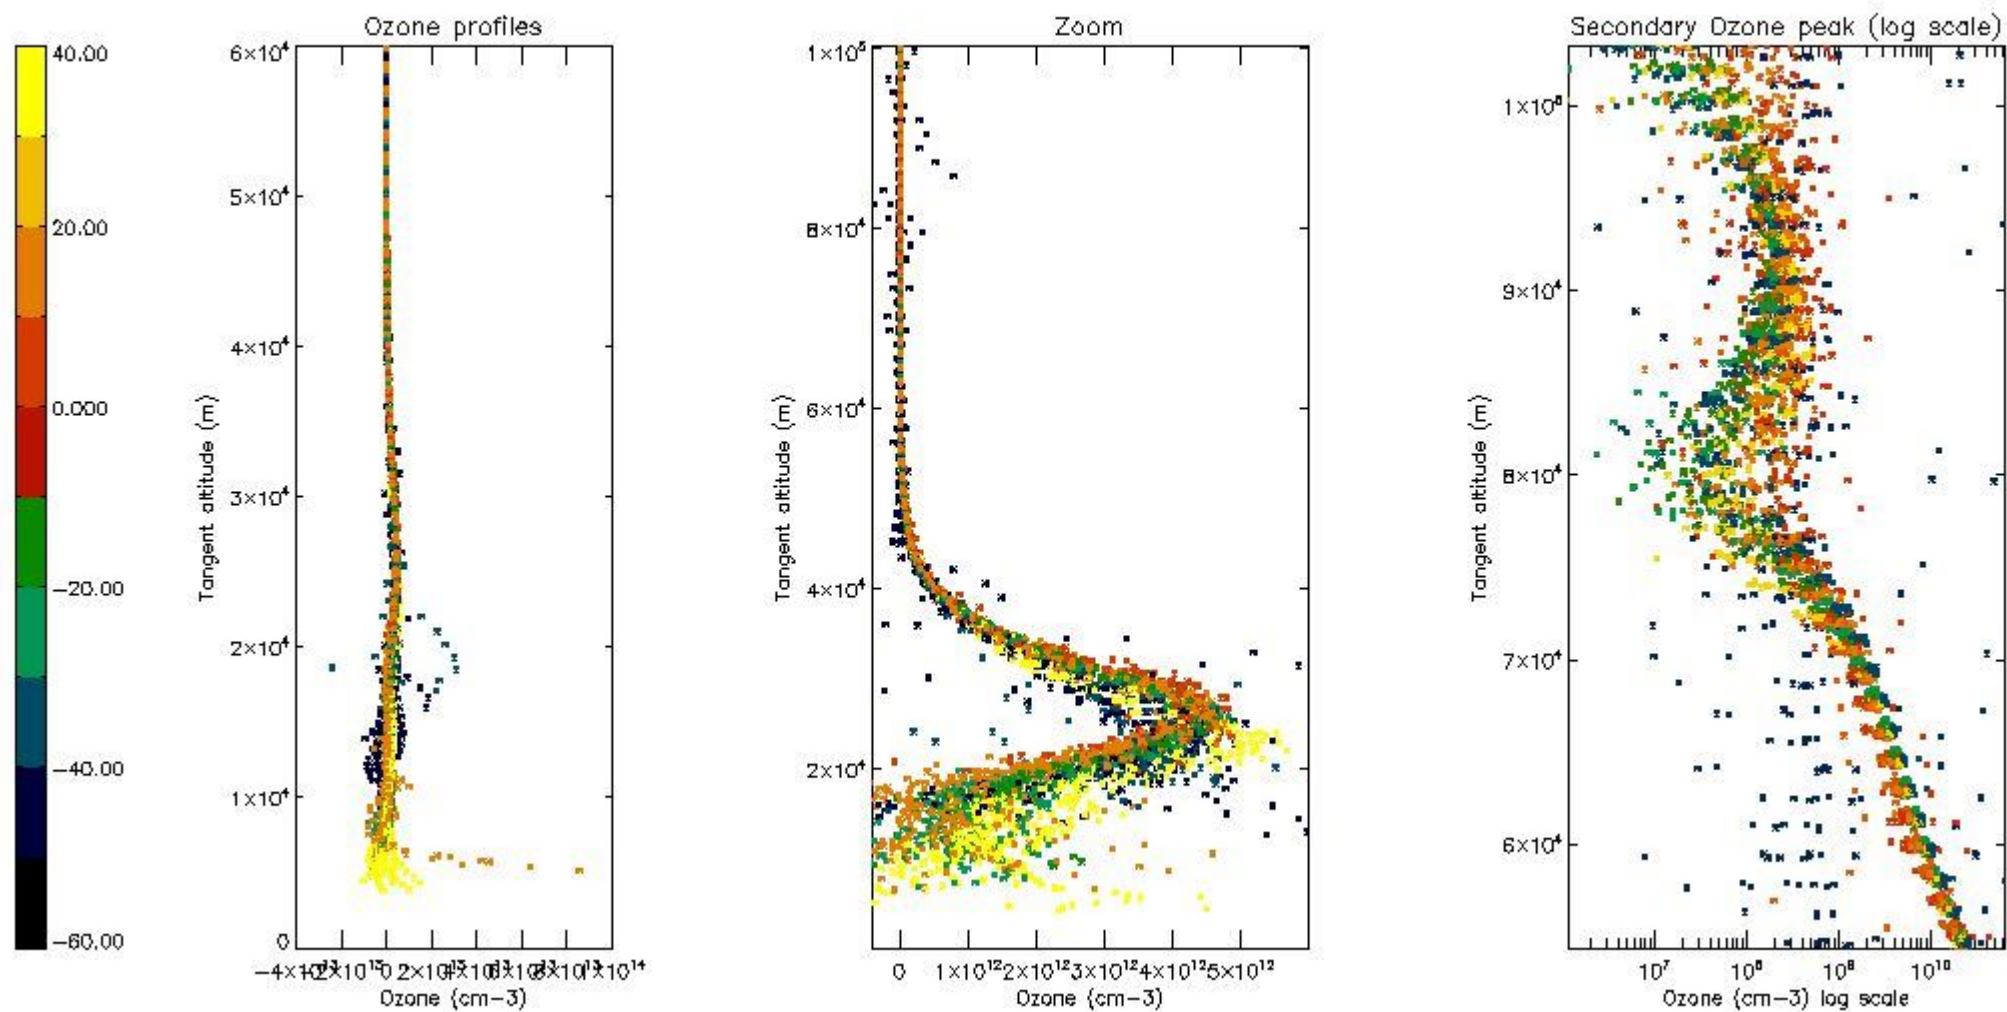 Ozone profiles
Zoom
Secondary Ozone peak (log scale)
40.00
20.00
0.000
−20.00
−40.00
−60.00
6×10⁴
5×10⁴
4×10⁴
3×10⁴
2×10⁴
1×10⁴
0
Tangent altitude (m)
Ozone (cm−3)
1×10⁵
8×10⁴
6×10⁴
4×10⁴
2×10⁴
Tangent altitude (m)
0 1×10¹² 2×10¹² 3×10¹² 4×10¹² 5×10¹²
Ozone (cm−3)
1×10⁵
9×10⁴
8×10⁴
7×10⁴
6×10⁴
Tangent altitude (m)
10⁷ 10⁸ 10⁹ 10¹⁰
Ozone (cm−3) log scale